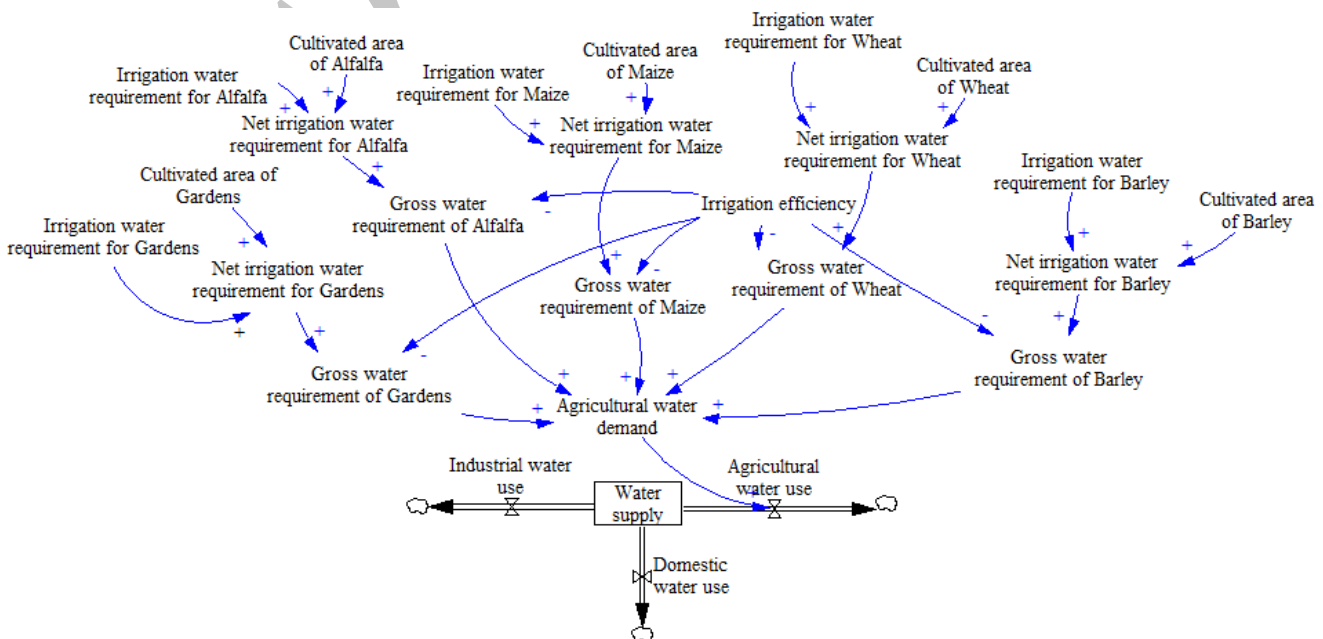 Irrigation water
requirement for Wheat
Cultivated area
of Alfalfa
Cultivated area
of Maize
Cultivated area
of Wheat
Irrigation water
requirement for Alfalfa
Irrigation water
requirement for Maize
+
+
+
+
+
+
Net irrigation water
requirement for Alfalfa
Net irrigation water
requirement for Maize
Net irrigation water
requirement for Wheat
Irrigation water
requirement for Barley
+
Cultivated area of
Gardens
Gross water
requirement of Alfalfa
-
Irrigation efficiency
Cultivated area
of Barley
Irrigation water
requirement for Gardens
+
+
+
+
-
+
-
Net irrigation water
requirement for Gardens
Gross water
requirement of Maize
Gross water
requirement of Wheat
Net irrigation water
requirement for Barley
+
+
-
-
+
Gross water
requirement of Gardens
Gross water
requirement of Barley
+
+
+
+
+
Agricultural water
demand
Industrial water
use
Water
supply
Agricultural
water use
+
Domestic
water use